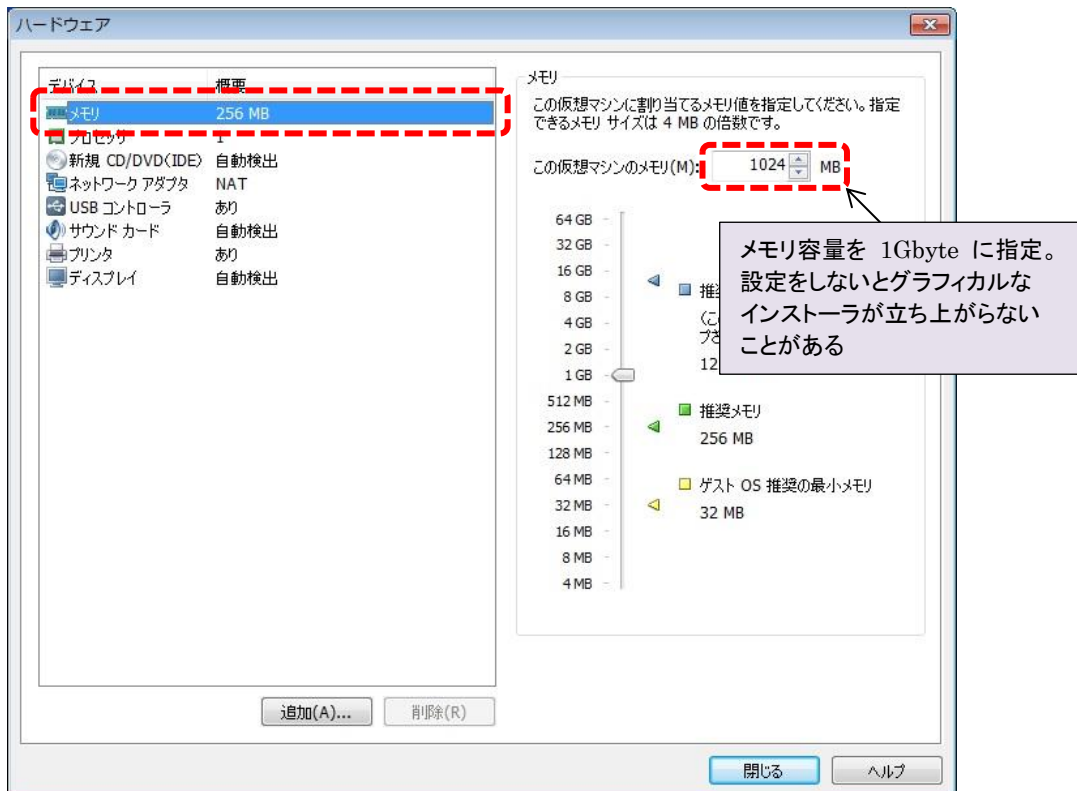 ハードウェア
デバイス 概要
メモリ 256 MB
プロセッサ 1
新規 CD/DVD(IDE) 自動検出
ネットワーク アダプタ NAT
USB コントローラ あり
サウンド カード 自動検出
プリンタ あり
ディスプレイ 自動検出
追加(A)... 削除(R)
メモリ
この仮想マシンに割り当てるメモリ値を指定してください。指定
できるメモリ サイズは 4 MB の倍数です。
この仮想マシンのメモリ(M): 1024 MB
64 GB
32 GB
16 GB
8 GB
4 GB
2 GB
1 GB
512 MB
256 MB
128 MB
64 MB
32 MB
16 MB
8 MB
4 MB
メモリ容量を 1Gbyte に指定。
設定をしないとグラフィカルな
インストーラが立ち上がらない
ことがある
推奨メモリ
256 MB
ゲスト OS 推奨の最小メモリ
32 MB
閉じる ヘルプ